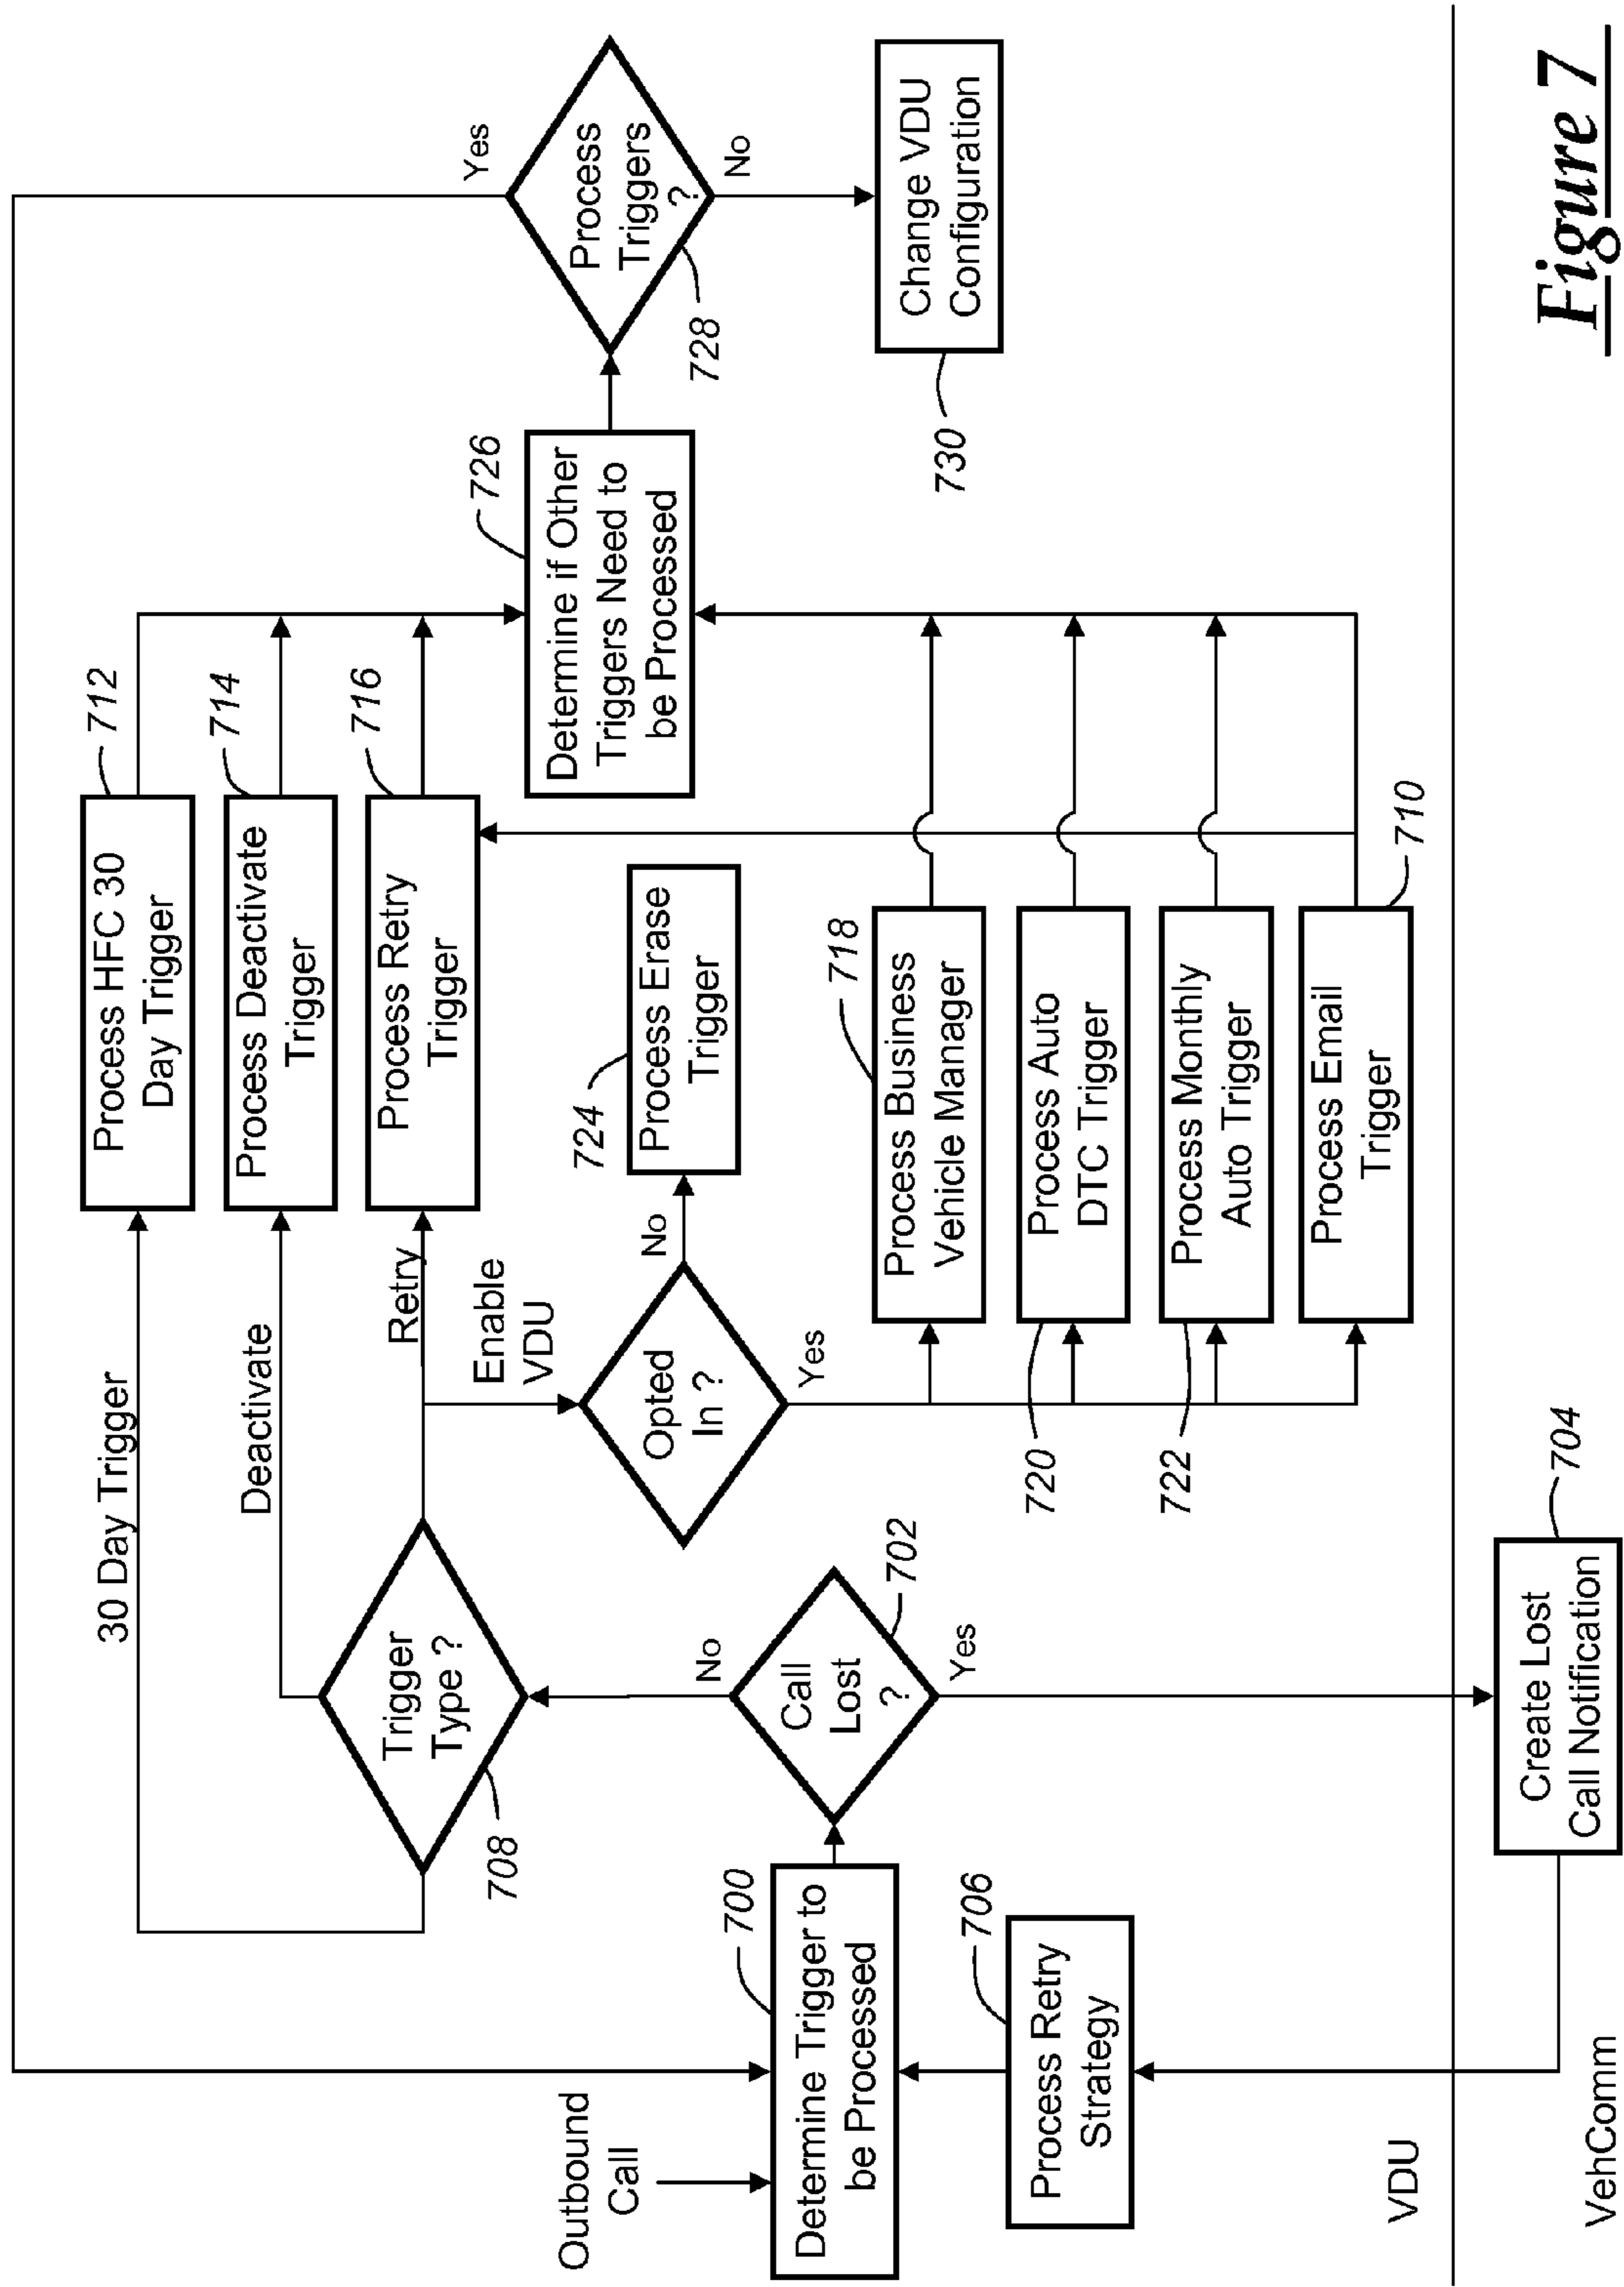 30 Day Trigger
Process HFC 30
Day Trigger
712
Deactivate
Process Deactivate
Trigger
714
Trigger
Type ?
708
Retry
Process Retry
Trigger
716
Yes
Process
Triggers
?
728
No
Enable
VDU
Determine if Other
Triggers Need to
be Processed
726
Outbound
Call
Opted
In ?
No
Yes
724
Process Erase
Trigger
Change VDU
Configuration
730
Determine Trigger to
be Processed
700
No
Call
Lost
?
702
Yes
Process Business
Vehicle Manager
718
Process Retry
Strategy
706
Process Auto
DTC Trigger
720
Process Monthly
Auto Trigger
722
Process Email
Trigger
710
VDU
VehComm
Create Lost
Call Notification
704
Figure 7